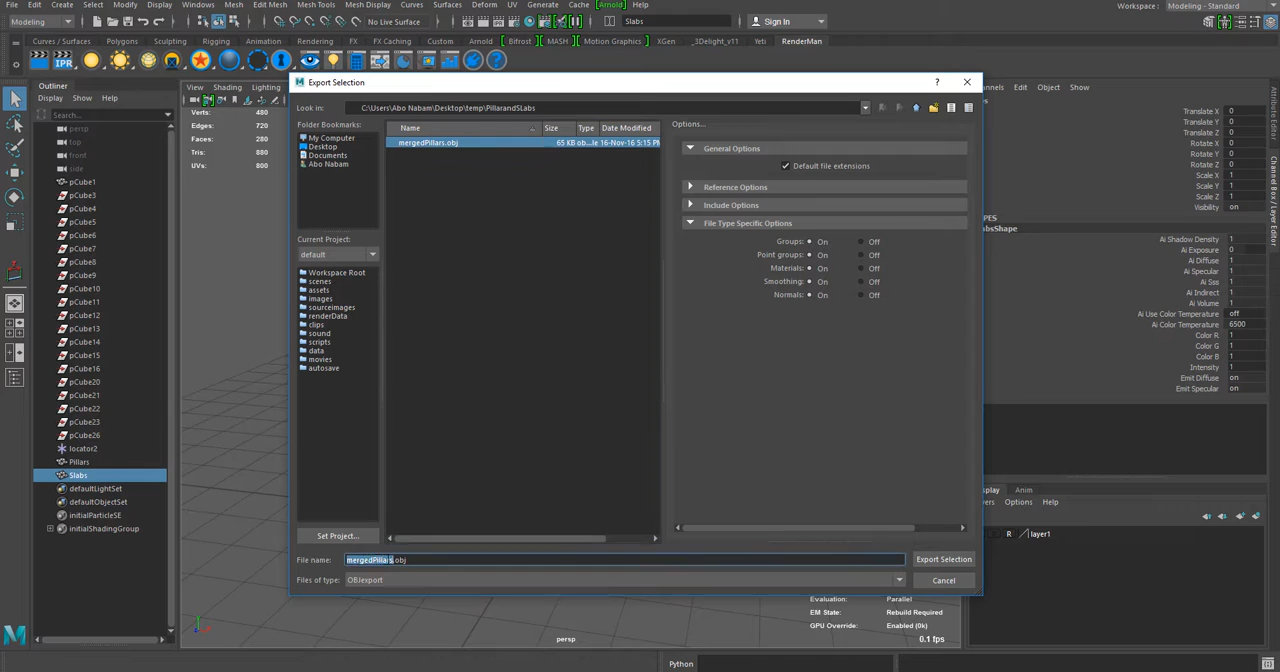 File Edit Create Select Modify Display Windows Mesh Edit Mesh Mesh Tools Mesh Display Curves Surfaces Deform UV Generate Cache Arnold Help Workspace : Modeling - Standard
Modeling No Live Surface Slabs Sign In
Curves / Surfaces Polygons Sculpting Rigging Animation Rendering FX FX Caching Custom Arnold Bifrost MASH Motion Graphics XGen _3Delight_v11 Yeti RenderMan
IPR
Outliner
Display Show Help
Search...
persp
top
front
side
pCube1
pCube3
pCube4
pCube5
pCube6
pCube7
pCube8
pCube9
pCube10
pCube11
pCube12
pCube13
pCube14
pCube15
pCube16
pCube20
pCube21
pCube22
pCube23
pCube26
locator2
Pillars
Slabs
defaultLightSet
defaultObjectSet
initialParticleSE
initialShadingGroup
View Shading Lighting
Verts: 480
Edges: 720
Faces: 280
Tris: 880
UVs: 800
Export Selection
? ×
Look in: C:\Users\Abo Nabam\Desktop\temp\PillarandSLabs
Folder Bookmarks:
My Computer
Desktop
Documents
Abo Nabam
Current Project:
default
Workspace Root
scenes
assets
images
sourceimages
renderData
clips
sound
scripts
data
movies
autosave
Set Project...
Name Size Type Date Modified
mergedPillars.obj 65 KB ob...le 16-Nov-16 5:15 PM
Options...
General Options
Default file extensions
Reference Options
Include Options
File Type Specific Options
Groups: On Off
Point groups: On Off
Materials: On Off
Smoothing: On Off
Normals: On Off
File name: mergedPillars.obj
Export Selection
Files of type: OBJexport
Cancel
Edit Object Show
Translate X 0
Translate Y 0
Translate Z 0
Rotate X 0
Rotate Y 0
Rotate Z 0
Scale X 1
Scale Y 1
Scale Z 1
Visibility on
PES
absShape
Ai Shadow Density 1
Ai Exposure 0
Ai Diffuse 1
Ai Specular 1
Ai Sss 1
Ai Indirect 1
Ai Volume 1
Ai Use Color Temperature off
Ai Color Temperature 6500
Color R 1
Color G 1
Color B 1
Intensity 1
Emit Diffuse on
Emit Specular on
splay Anim
Options Help
R layer1
Attribute Editor
Channel Box / Layer Editor
Evaluation: Parallel
EM State: Rebuild Required
GPU Override: Enabled (0k)
0.1 fps
persp
Python